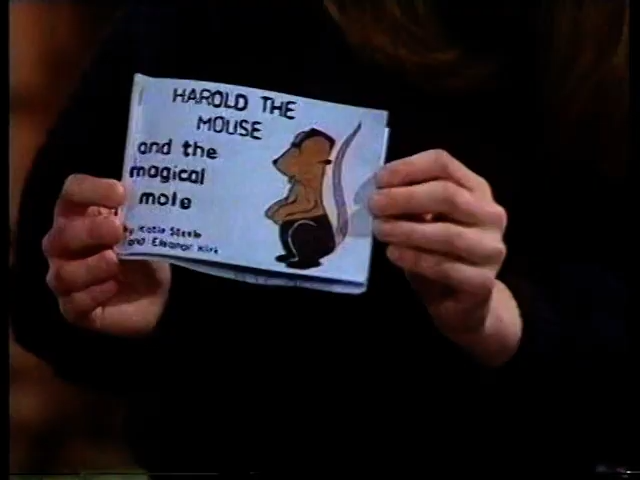 HAROLD THE
MOUSE
and the
magical
mole
by Katie Steele
and Eleanor Kirk